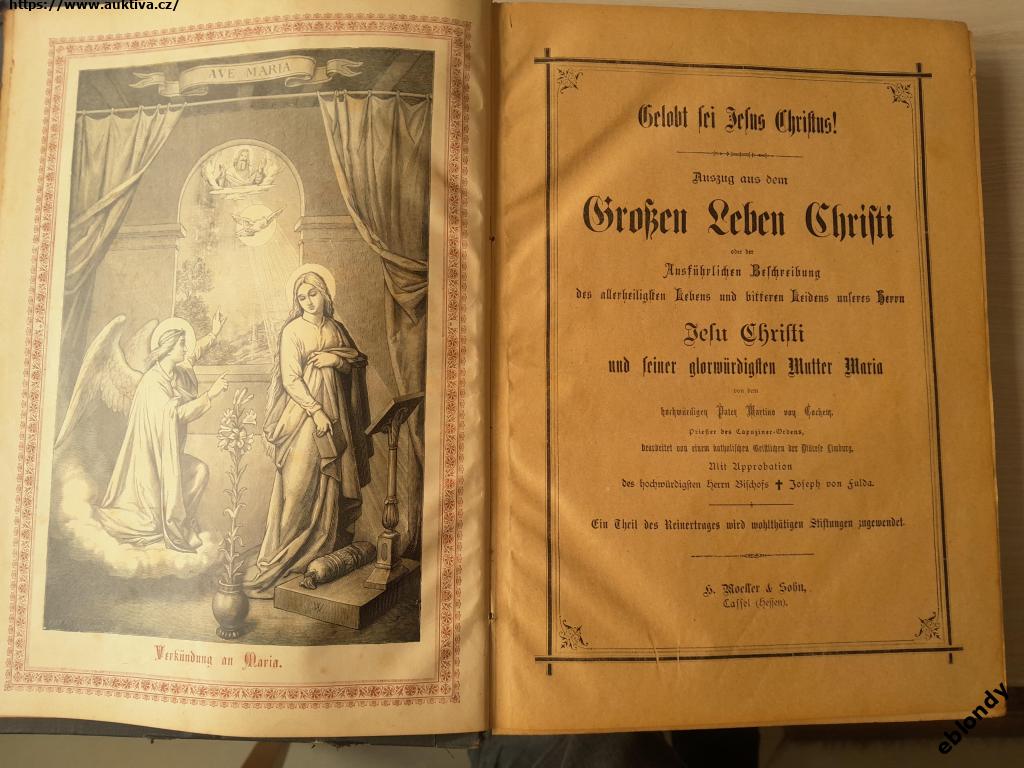 https://www.auktiva.cz/
AVE MARIA
W
Verkündung an Maria.
Gelobt sei Jesus Christus!
Auszug aus dem
Großen Leben Christi
oder der
Ausführlichen Beschreibung
des allerheiligsten Lebens und bitteren Leidens unseres Herrn
Jesu Christi
und seiner glorwürdigsten Mutter Maria
von dem
hochwürdigen Pater Martino von Cochem,
Priester des Capuziner-Ordens,
bearbeitet von einem katholischen Geistlichen der Diöcese Limburg.
Mit Approbation
des hochwürdigsten Herrn Bischofs ✝ Joseph von Fulda.
Ein Theil des Reinertrages wird wohlthätigen Stiftungen zugewendet.
H. Moeller & Sohn,
Cassel (Hessen).
eblondy